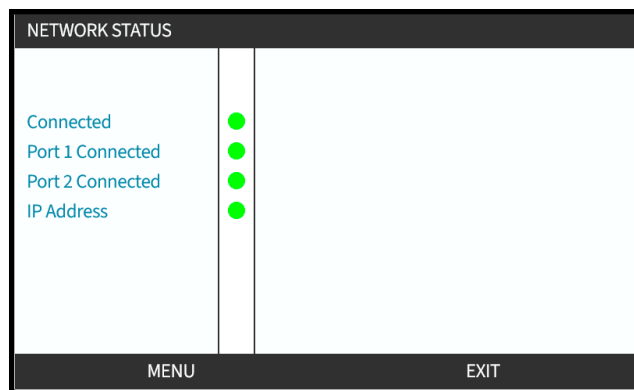 NETWORK STATUS
Connected
Port 1 Connected
Port 2 Connected
IP Address
MENU EXIT